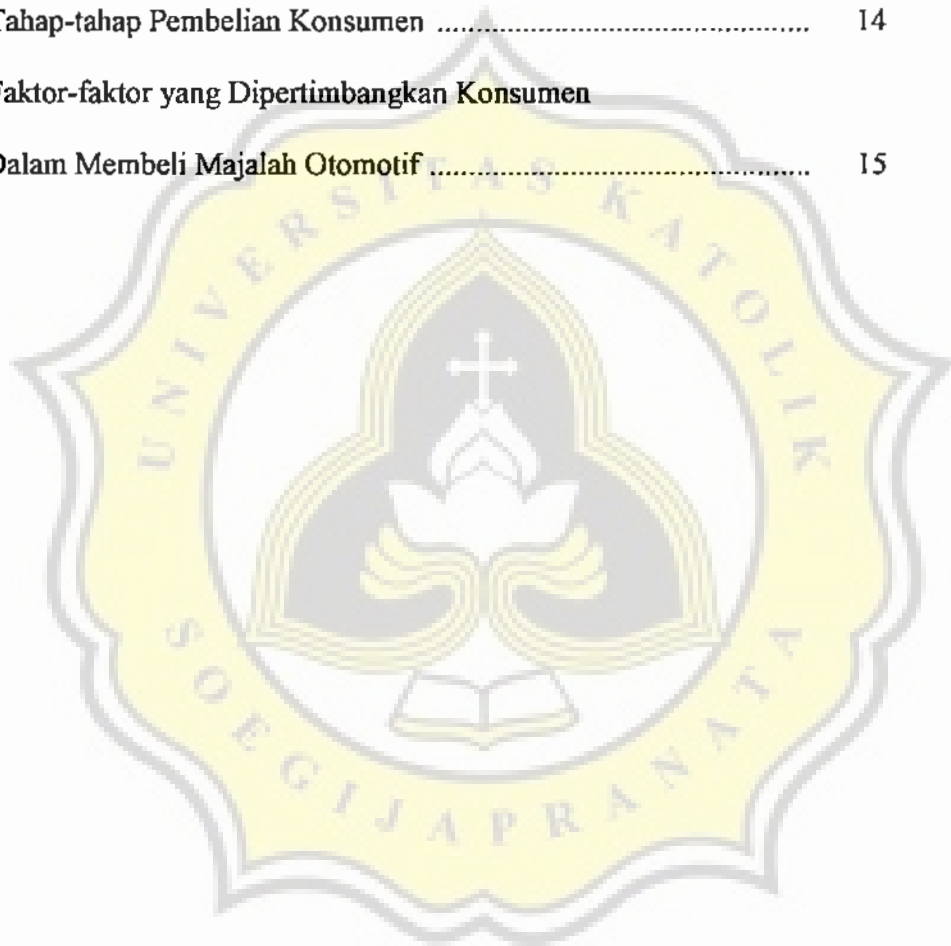 Tahap-tahap Pembelian Konsumen ................................................ 14
Faktor-faktor yang Dipertimbangkan Konsumen
Dalam Membeli Majalah Otomotif ................................................ 15
UNIVERSITAS KATOLIK
SOEGIJAPRANATA